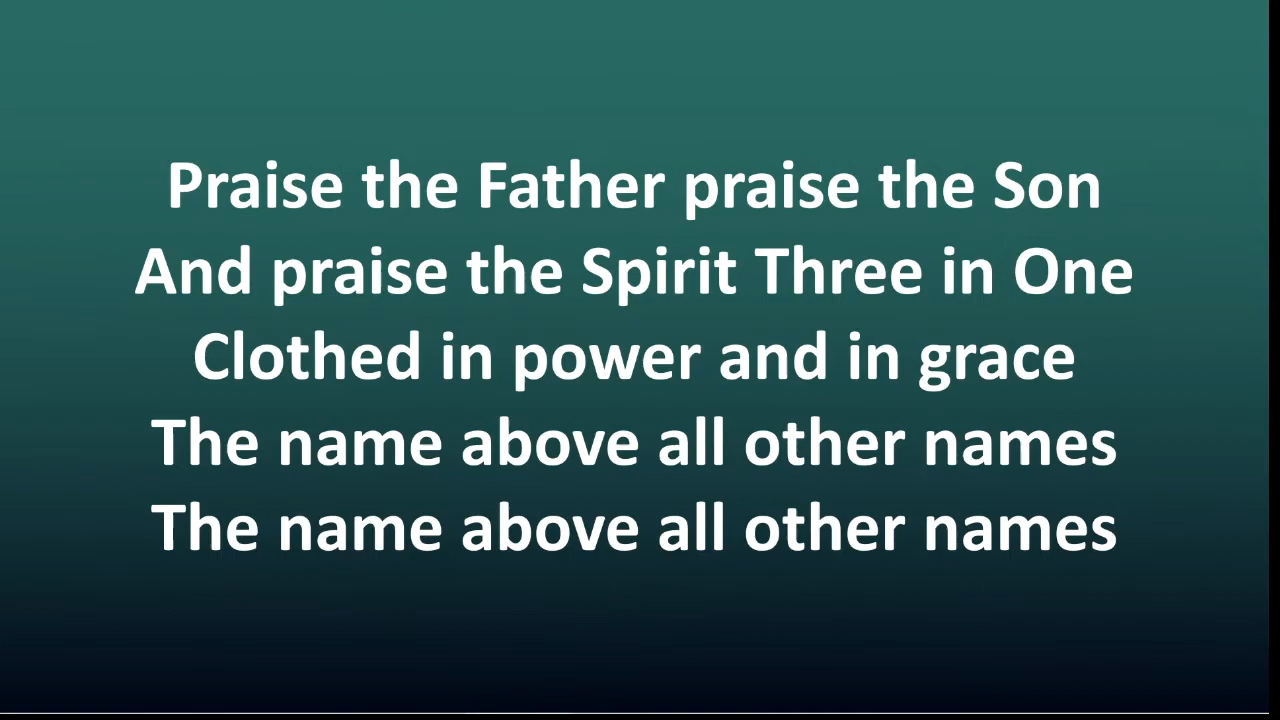 Praise the Father praise the Son
And praise the Spirit Three in One
Clothed in power and in grace
The name above all other names
The name above all other names